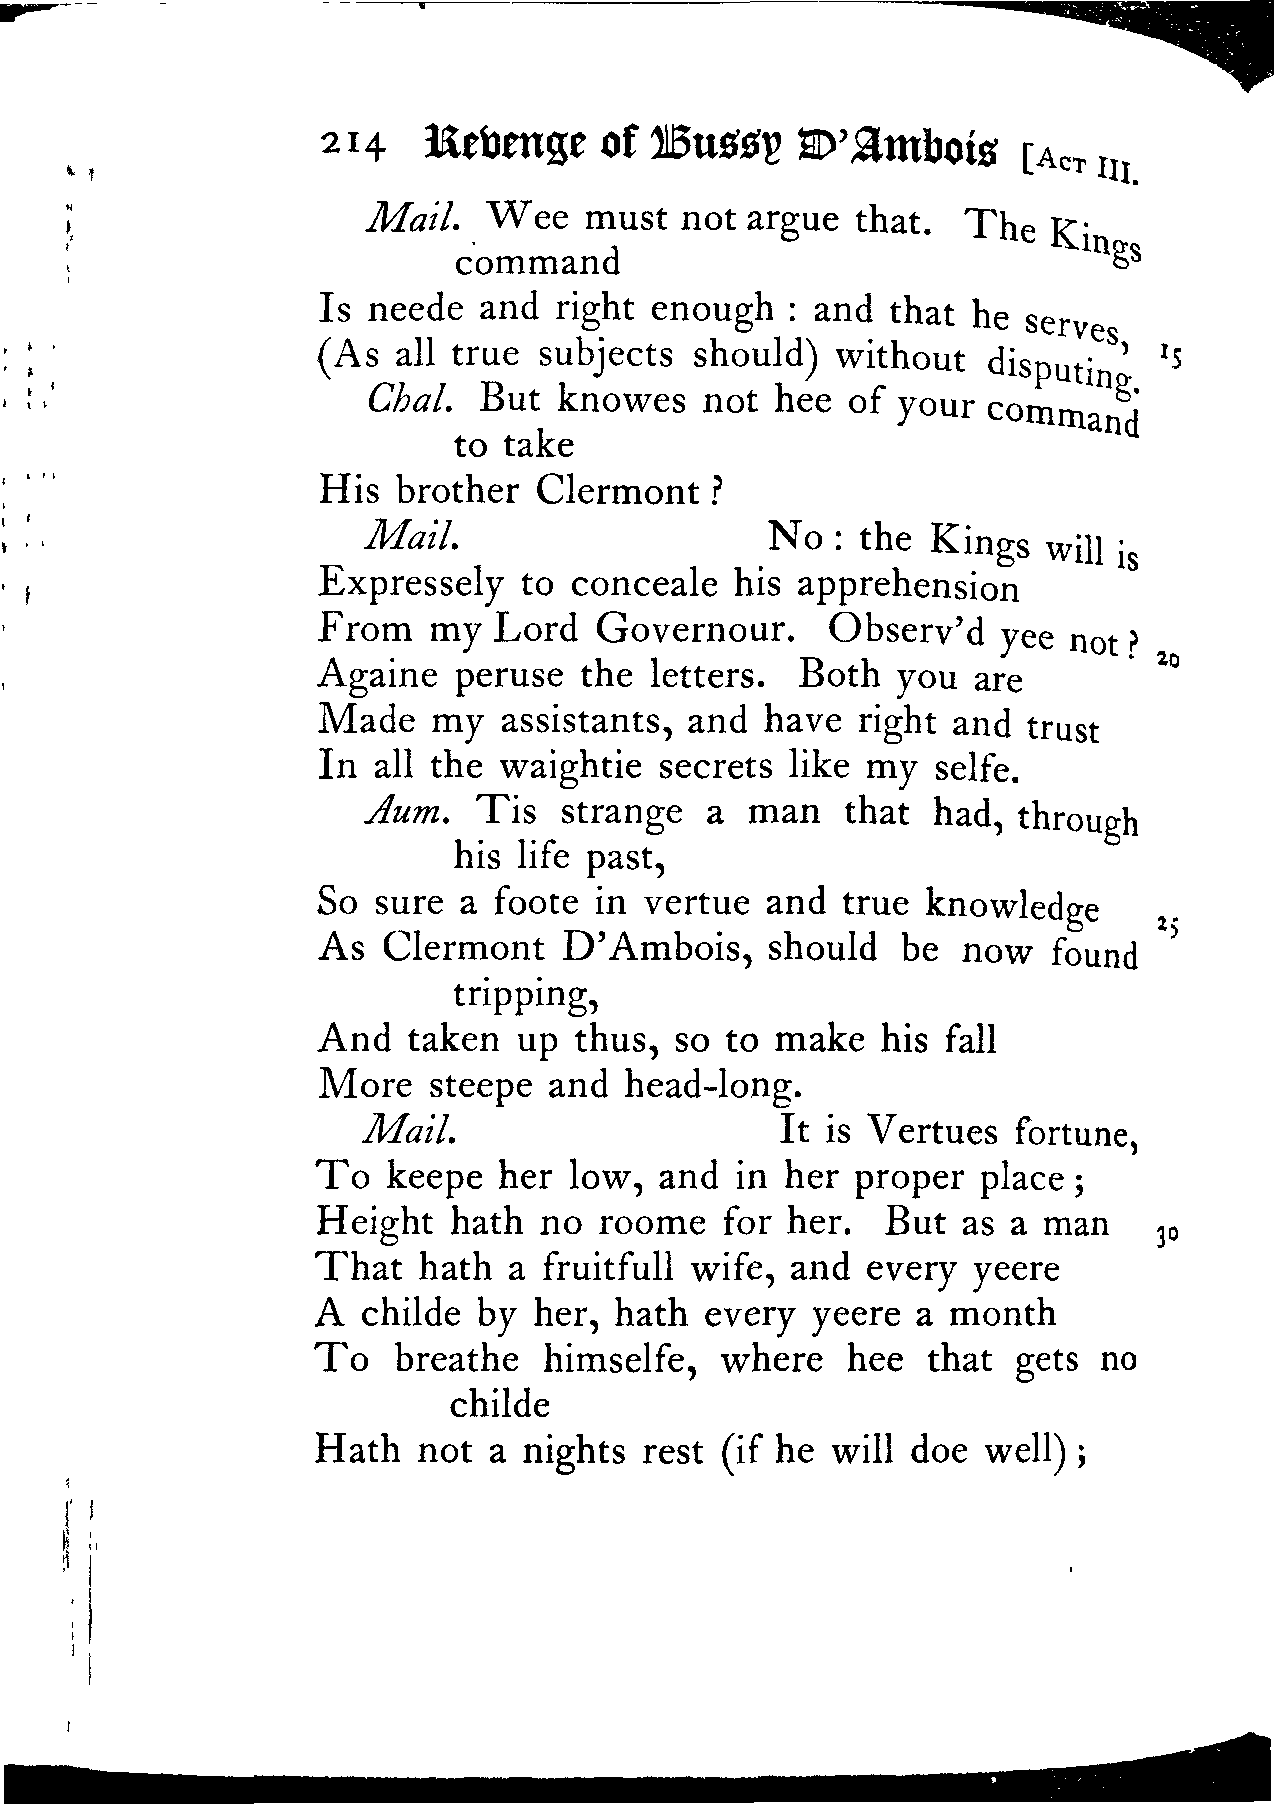 214 Revenge of Bussy D'Ambois [ACT III.
Mail. Wee must not argue that. The Kings
command
Is neede and right enough : and that he serves,
(As all true subjects should) without disputing. 15
Chal. But knowes not hee of your command
to take
His brother Clermont ?
Mail. No : the Kings will is
Expressely to conceale his apprehension
From my Lord Governour. Observ'd yee not ? 20
Againe peruse the letters. Both you are
Made my assistants, and have right and trust
In all the waightie secrets like my selfe.
Aum. Tis strange a man that had, through
his life past,
So sure a foote in vertue and true knowledge 25
As Clermont D'Ambois, should be now found
tripping,
And taken up thus, so to make his fall
More steepe and head-long.
Mail. It is Vertues fortune,
To keepe her low, and in her proper place ;
Height hath no roome for her. But as a man 30
That hath a fruitfull wife, and every yeere
A childe by her, hath every yeere a month
To breathe himselfe, where hee that gets no
childe
Hath not a nights rest (if he will doe well) ;